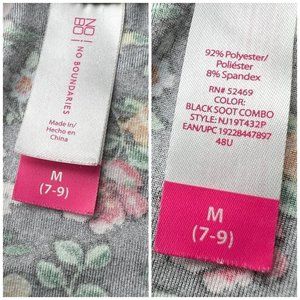 NO!
BO!
NO BOUNDARIES
Made in/
Hecho en
China
M
(7-9)
92% Polyester/
Poliéster
8% Spandex
RN# 52469
COLOR:
BLACK SOOT COMBO
STYLE: NJ19T432P
EAN/UPC 19228447897
48U
M
(7-9)